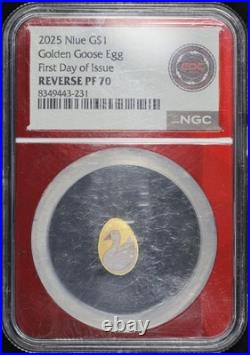 2025 Niue G$1
Golden Goose Egg
First Day of Issue
REVERSE PF 70
8349443-231
NGC